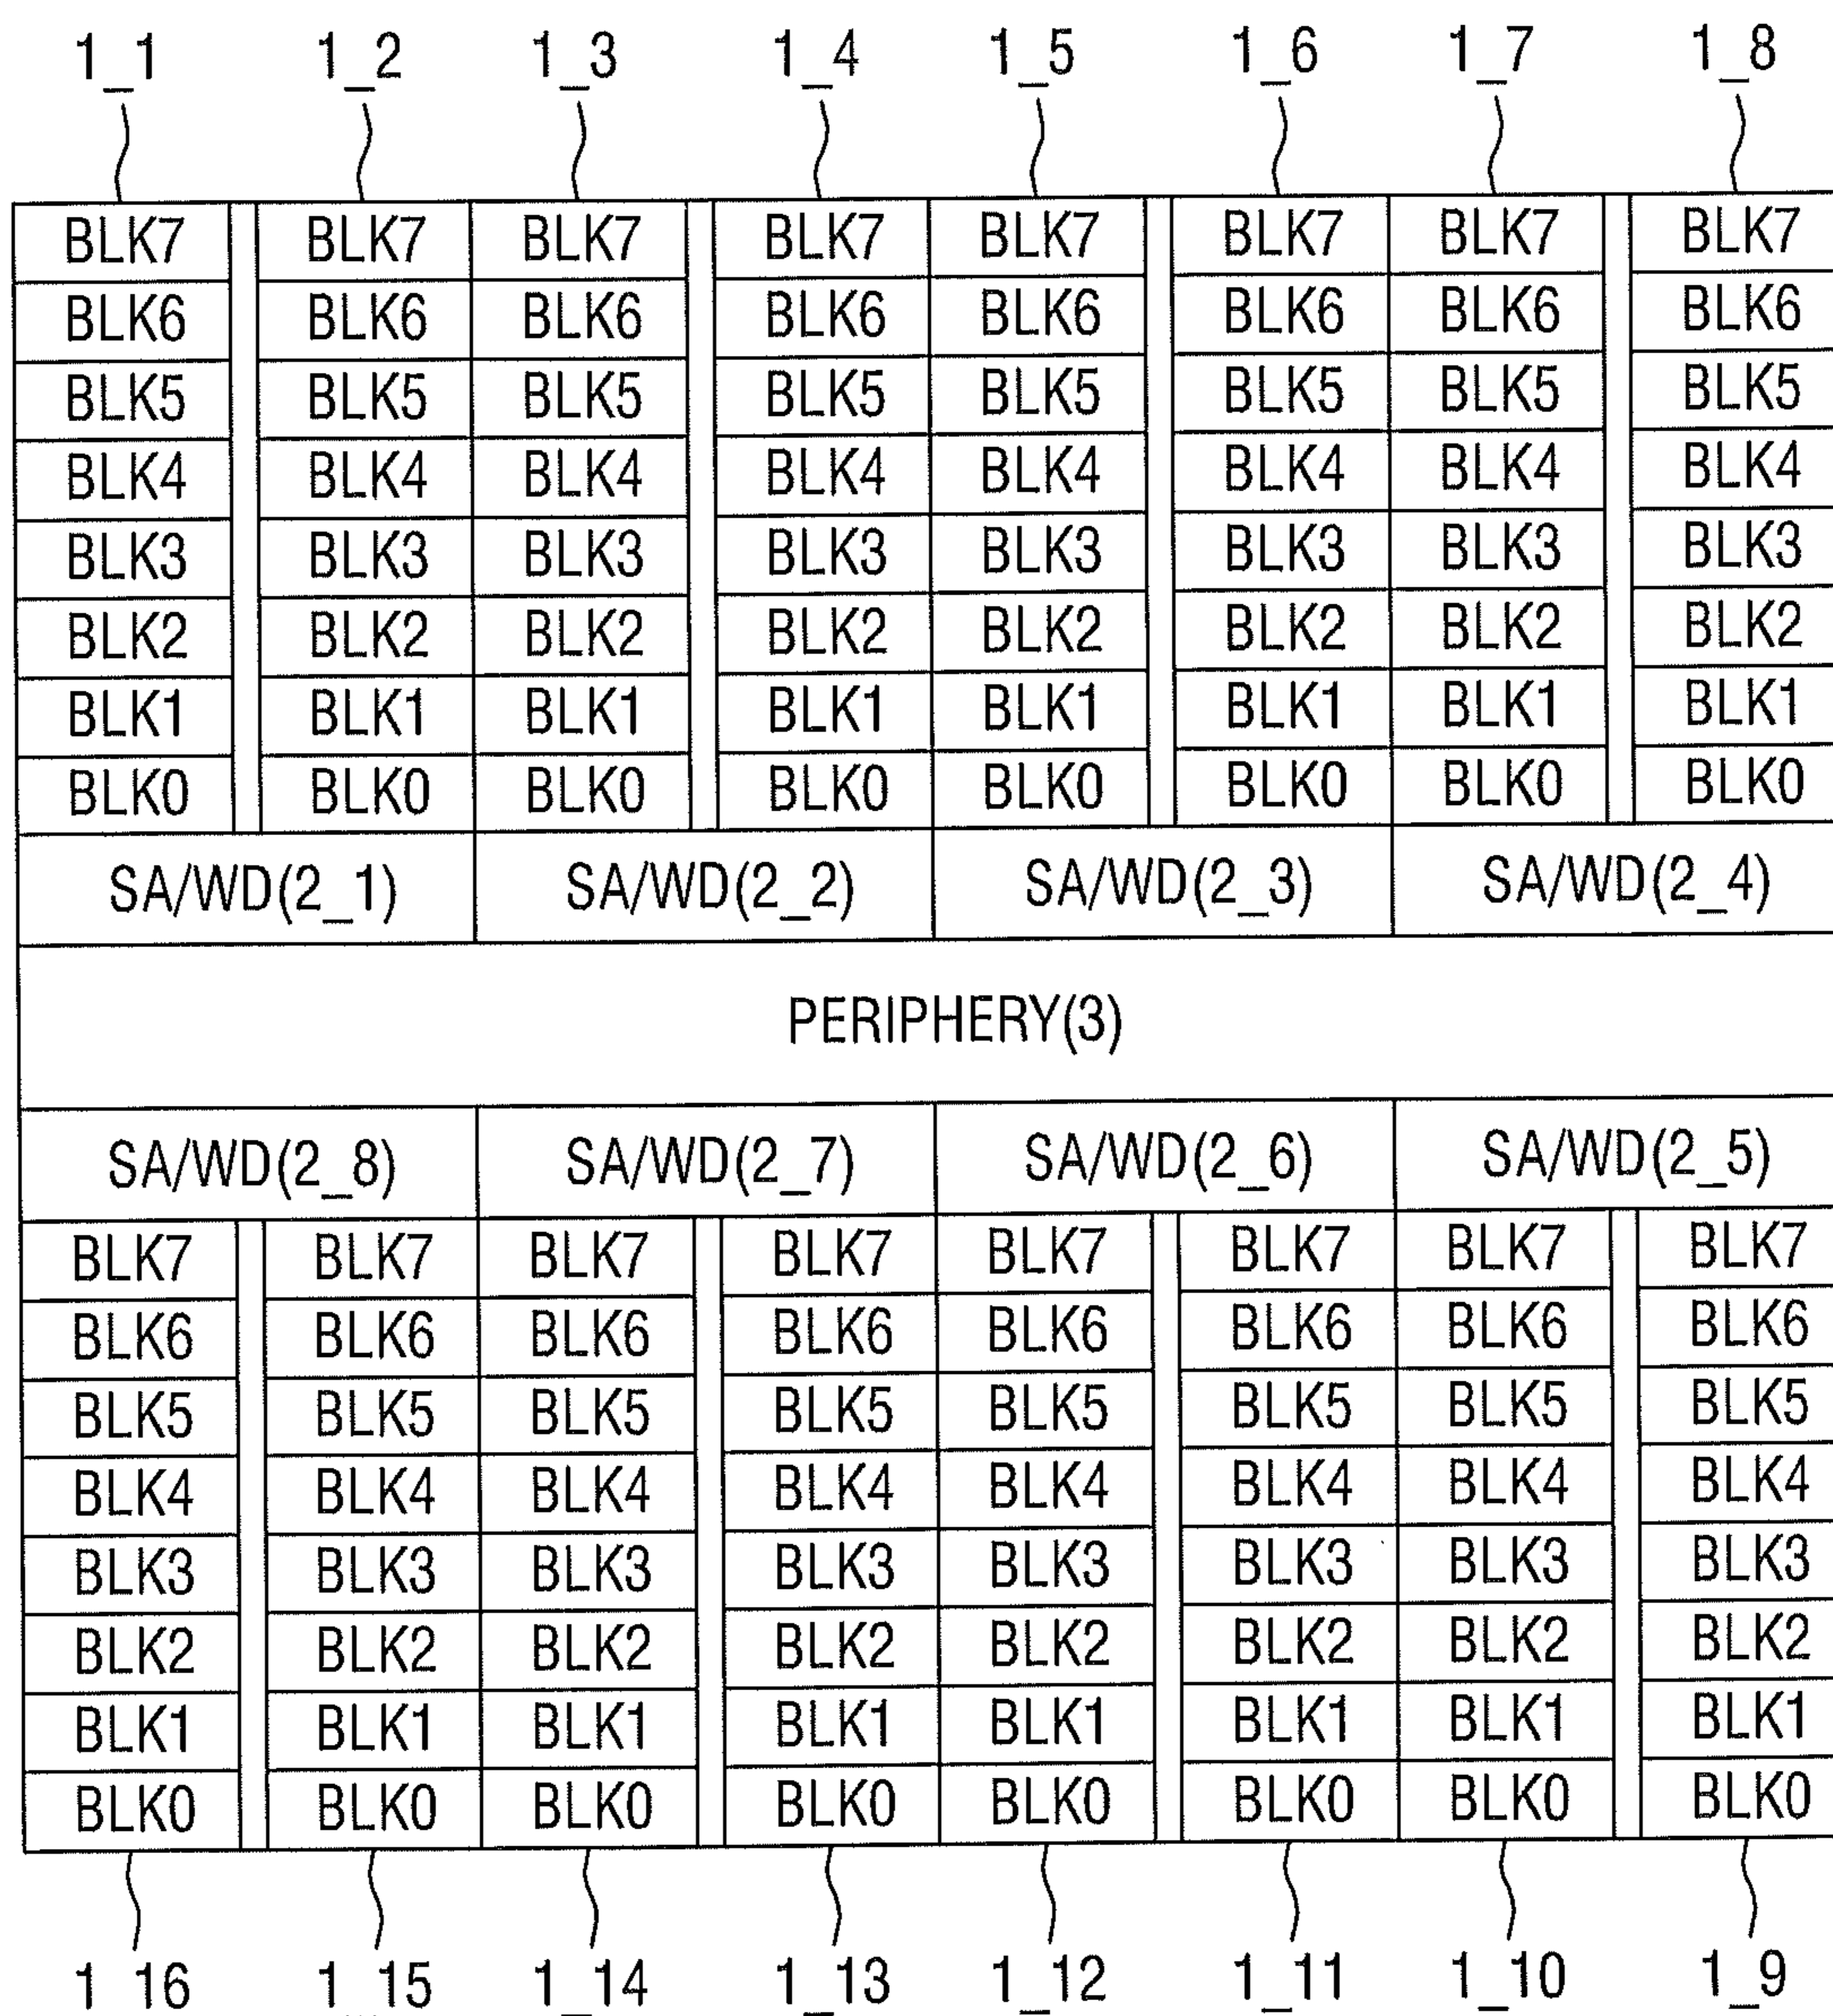 1_1 1_2 1_3 1_4 1_5 1_6 1_7 1_8
BLK7 BLK7 BLK7 BLK7 BLK7 BLK7 BLK7 BLK7
BLK6 BLK6 BLK6 BLK6 BLK6 BLK6 BLK6 BLK6
BLK5 BLK5 BLK5 BLK5 BLK5 BLK5 BLK5 BLK5
BLK4 BLK4 BLK4 BLK4 BLK4 BLK4 BLK4 BLK4
BLK3 BLK3 BLK3 BLK3 BLK3 BLK3 BLK3 BLK3
BLK2 BLK2 BLK2 BLK2 BLK2 BLK2 BLK2 BLK2
BLK1 BLK1 BLK1 BLK1 BLK1 BLK1 BLK1 BLK1
BLK0 BLK0 BLK0 BLK0 BLK0 BLK0 BLK0 BLK0
SA/WD(2_1) SA/WD(2_2) SA/WD(2_3) SA/WD(2_4)
PERIPHERY(3)
SA/WD(2_8) SA/WD(2_7) SA/WD(2_6) SA/WD(2_5)
BLK7 BLK7 BLK7 BLK7 BLK7 BLK7 BLK7 BLK7
BLK6 BLK6 BLK6 BLK6 BLK6 BLK6 BLK6 BLK6
BLK5 BLK5 BLK5 BLK5 BLK5 BLK5 BLK5 BLK5
BLK4 BLK4 BLK4 BLK4 BLK4 BLK4 BLK4 BLK4
BLK3 BLK3 BLK3 BLK3 BLK3 BLK3 BLK3 BLK3
BLK2 BLK2 BLK2 BLK2 BLK2 BLK2 BLK2 BLK2
BLK1 BLK1 BLK1 BLK1 BLK1 BLK1 BLK1 BLK1
BLK0 BLK0 BLK0 BLK0 BLK0 BLK0 BLK0 BLK0
1_16 1_15 1_14 1_13 1_12 1_11 1_10 1_9